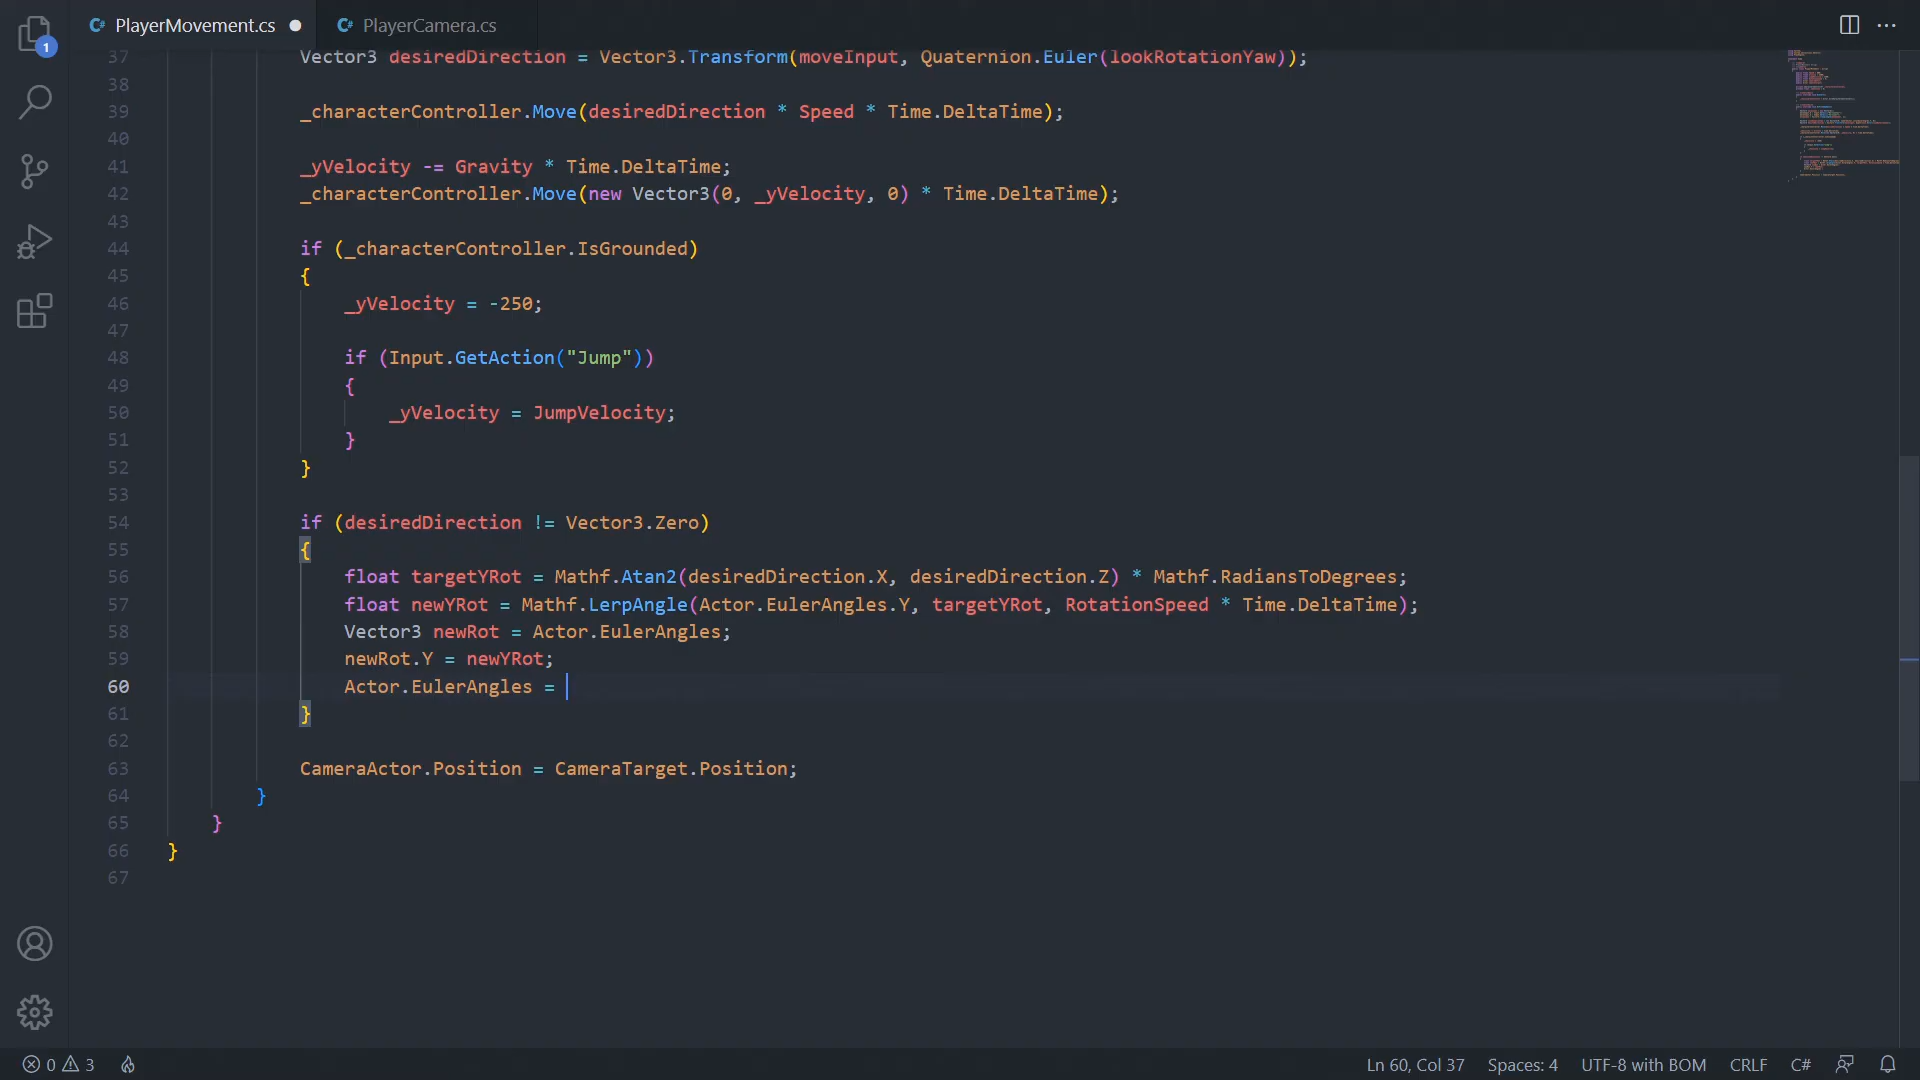 PlayerMovement.cs
PlayerCamera.cs
1
37 Vector3 desiredDirection = Vector3.Transform(moveInput, Quaternion.Euler(lookRotationYaw));
38
39 _characterController.Move(desiredDirection * Speed * Time.DeltaTime);
40
41 _yVelocity -= Gravity * Time.DeltaTime;
42 _characterController.Move(new Vector3(0, _yVelocity, 0) * Time.DeltaTime);
43
44 if (_characterController.IsGrounded)
45 {
46 _yVelocity = -250;
47
48 if (Input.GetAction("Jump"))
49 {
50 _yVelocity = JumpVelocity;
51 }
52 }
53
54 if (desiredDirection != Vector3.Zero)
55 {
56 float targetYRot = Mathf.Atan2(desiredDirection.X, desiredDirection.Z) * Mathf.RadiansToDegrees;
57 float newYRot = Mathf.LerpAngle(Actor.EulerAngles.Y, targetYRot, RotationSpeed * Time.DeltaTime);
58 Vector3 newRot = Actor.EulerAngles;
59 newRot.Y = newYRot;
60 Actor.EulerAngles =
61 }
62
63 CameraActor.Position = CameraTarget.Position;
64 }
65 }
66 }
67
0 3 Ln 60, Col 37 Spaces: 4 UTF-8 with BOM CRLF C#